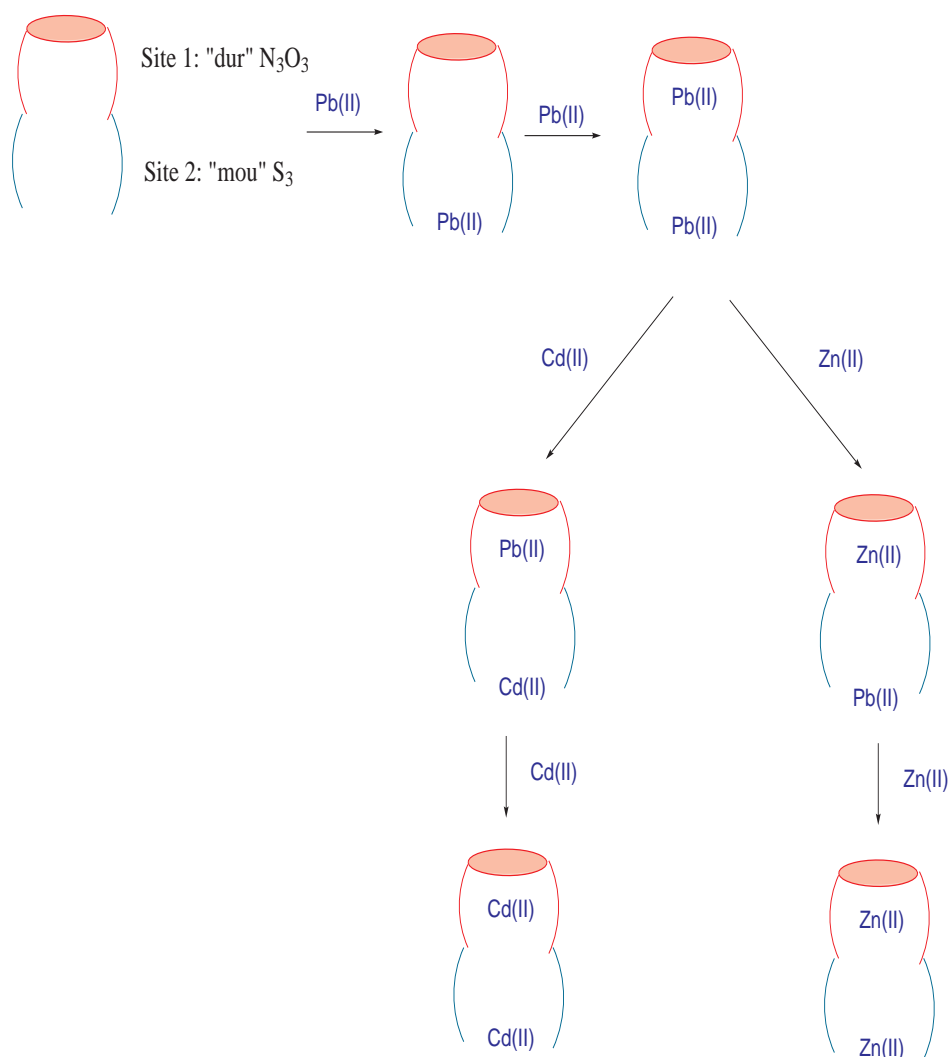 Site 1: "dur" N₃O₃
Site 2: "mou" S₃
Pb(II)
Pb(II)
Pb(II)
Pb(II)
Pb(II)
Cd(II)
Zn(II)
Pb(II)
Cd(II)
Zn(II)
Pb(II)
Cd(II)
Zn(II)
Cd(II)
Cd(II)
Zn(II)
Zn(II)